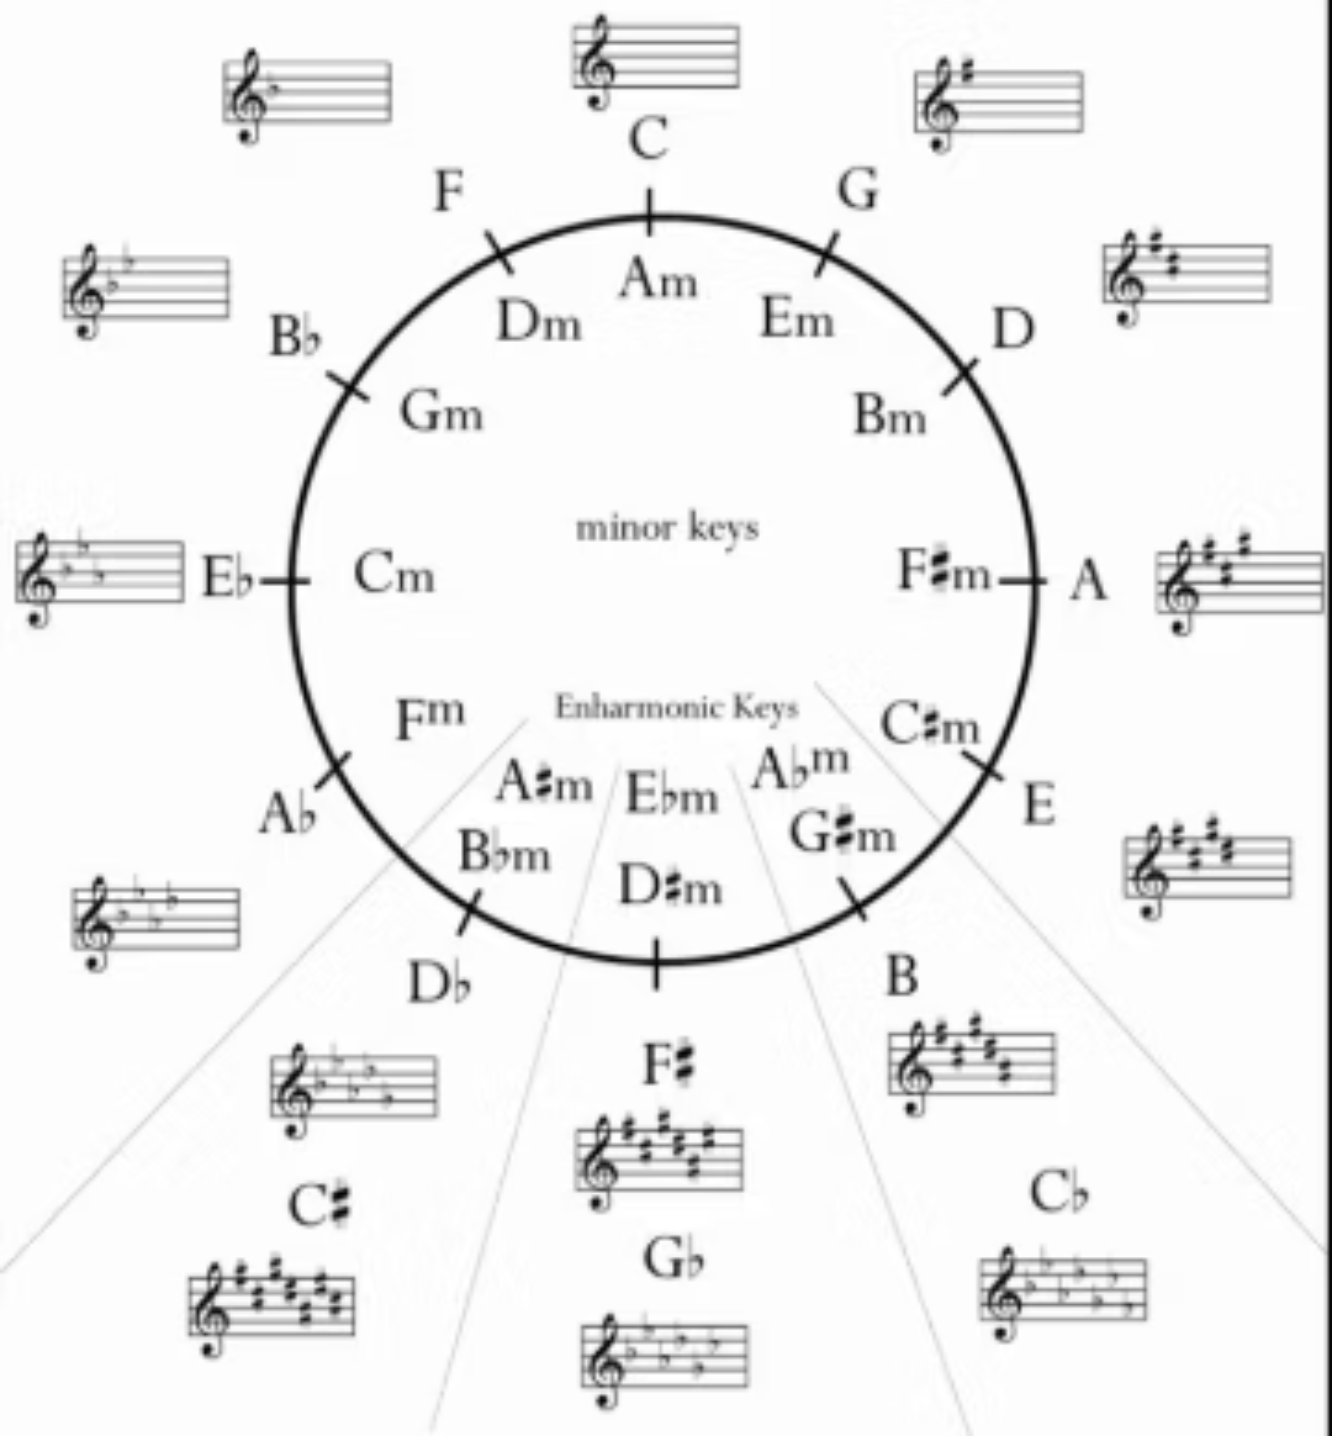 C
F
G
Am
Dm
Em
B♭
D
Gm
Bm
minor keys
E♭
Cm
F♯m
A
Enharmonic Keys
Fm
C♯m
A♯m
E♭m
A♭m
A♭
E
B♭m
D♯m
G♯m
D♭
B
F♯
C♯
C♭
G♭